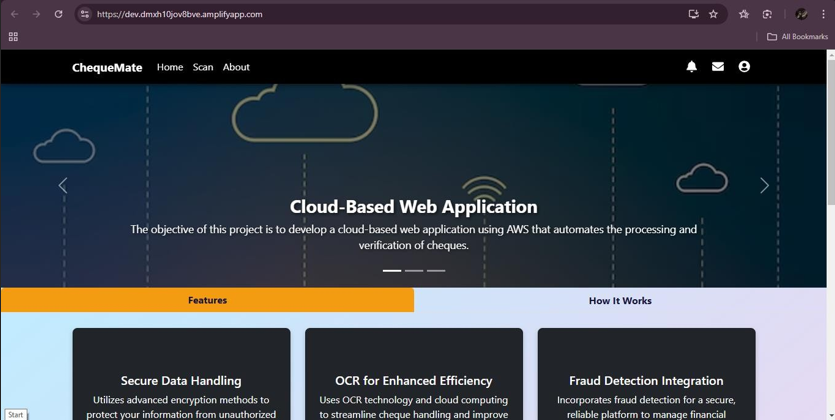 https://dev.dmxh10jov8bve.amplifyapp.com
All Bookmarks
ChequeMate Home Scan About
Cloud-Based Web Application
The objective of this project is to develop a cloud-based web application using AWS that automates the processing and
verification of cheques.
Features
How It Works
Secure Data Handling
Utilizes advanced encryption methods to
protect your information from unauthorized
OCR for Enhanced Efficiency
Uses OCR technology and cloud computing
to streamline cheque handling and improve
Fraud Detection Integration
Incorporates fraud detection for a secure,
reliable platform to manage financial
Start